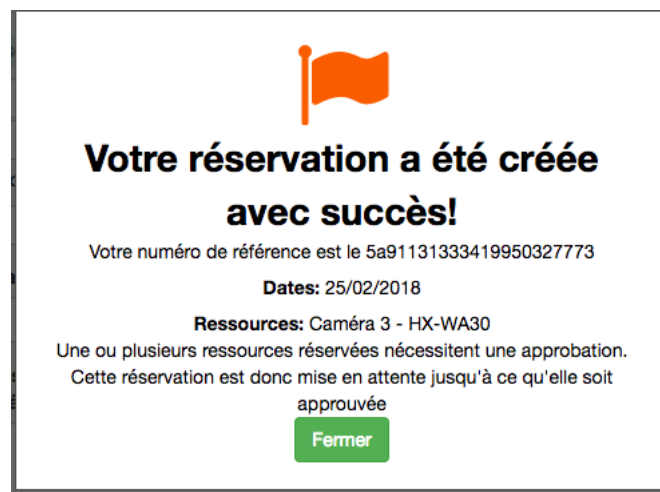 Votre réservation a été créée
avec succès!
Votre numéro de référence est le 5a91131333419950327773
Dates: 25/02/2018
Ressources: Caméra 3 - HX-WA30
Une ou plusieurs ressources réservées nécessitent une approbation.
Cette réservation est donc mise en attente jusqu'à ce qu'elle soit
approuvée
Fermer